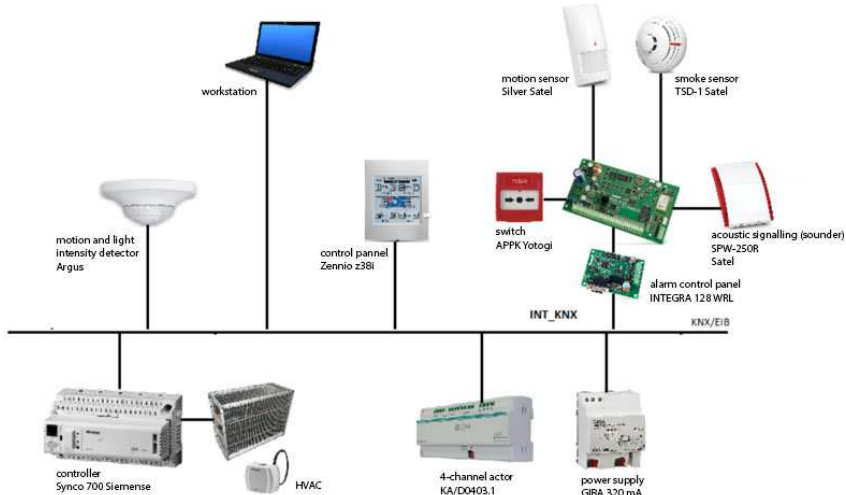 workstation
motion sensor
Silver Satel
smoke sensor
TSD-1 Satel
motion and light
intensity detector
Argus
control pannel
Zennio z38i
switch
APPK Yotogi
acoustic signalling (sounder)
SPW-250R
Satel
alarm control panel
INTEGRA 128 WRL
INT_KNX
KNX/EIB
controller
Synco 700 Siemense
HVAC
4-channel actor
KA/D0403.1
power supply
GIRA 320 mA